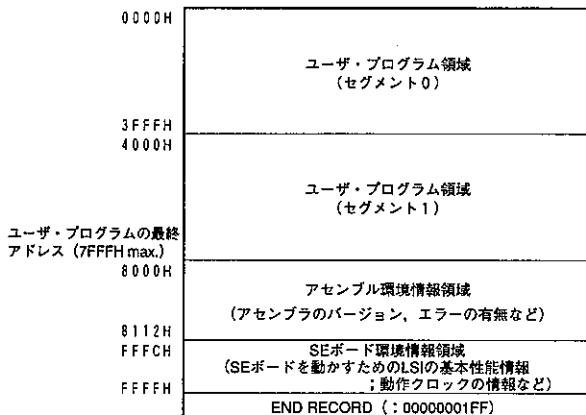 0000H
ユーザ・プログラム領域
(セグメント0)
3FFFH
4000H
ユーザ・プログラム領域
(セグメント1)
ユーザ・プログラムの最終
アドレス (7FFFH max.)
8000H
アセンブル環境情報領域
(アセンブラのバージョン，エラーの有無など)
8112H
FFFCH
SEボード環境情報領域
(SEボードを動かすためのLSIの基本性能情報
；動作クロックの情報など)
FFFFH
END RECORD (：00000001FF)